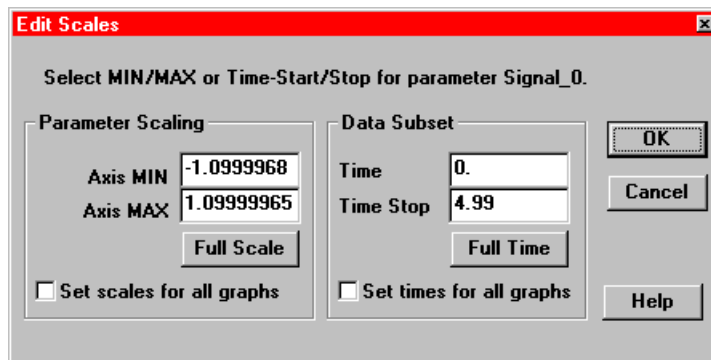 Edit Scales
Select MIN/MAX or Time-Start/Stop for parameter Signal_0.
Parameter Scaling
Axis MIN -1.0999968
Axis MAX 1.09999965
Full Scale
Set scales for all graphs
Data Subset
Time 0.
Time Stop 4.99
Full Time
Set times for all graphs
OK
Cancel
Help